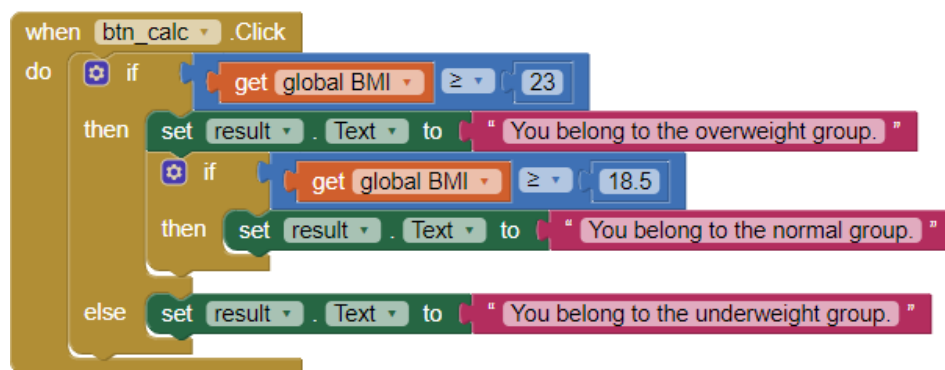 when btn_calc .Click
do if get global BMI ≥ 23
then set result . Text to " You belong to the overweight group. "
if get global BMI ≥ 18.5
then set result . Text to " You belong to the normal group. "
else set result . Text to " You belong to the underweight group. "